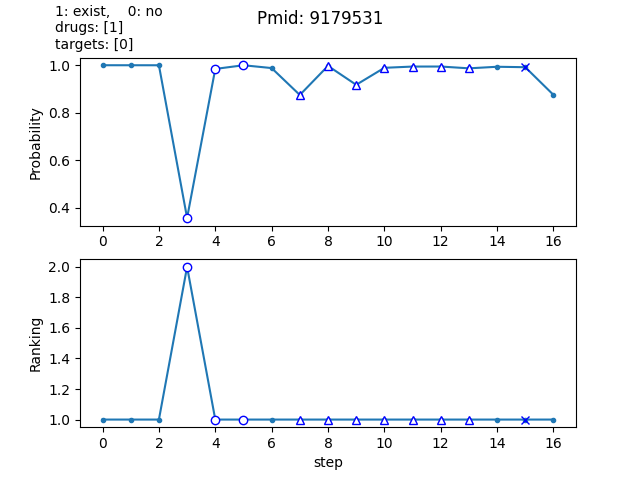 1: exist,    0: no
drugs: [1]
targets: [0]
Pmid: 9179531
1.0
0.8
0.6
0.4
Probability
0 2 4 6 8 10 12 14 16
2.0
1.8
1.6
1.4
1.2
1.0
Ranking
0 2 4 6 8 10 12 14 16
step